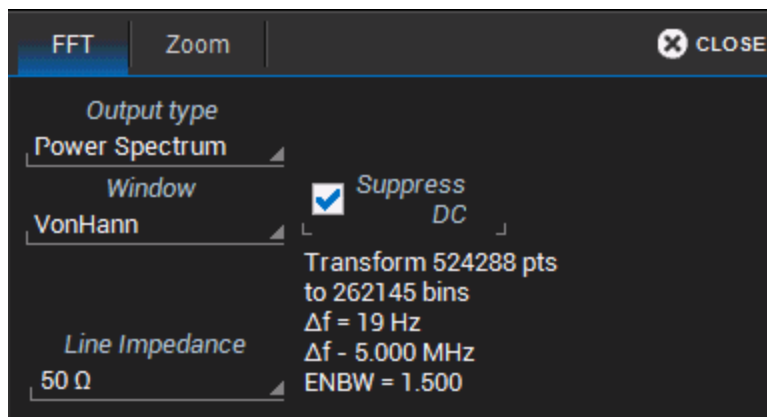 FFT
Zoom
CLOSE
Output type
Power Spectrum
Window
VonHann
Suppress
DC
Transform 524288 pts
to 262145 bins
Δf = 19 Hz
Δf - 5.000 MHz
ENBW = 1.500
Line Impedance
50 Ω